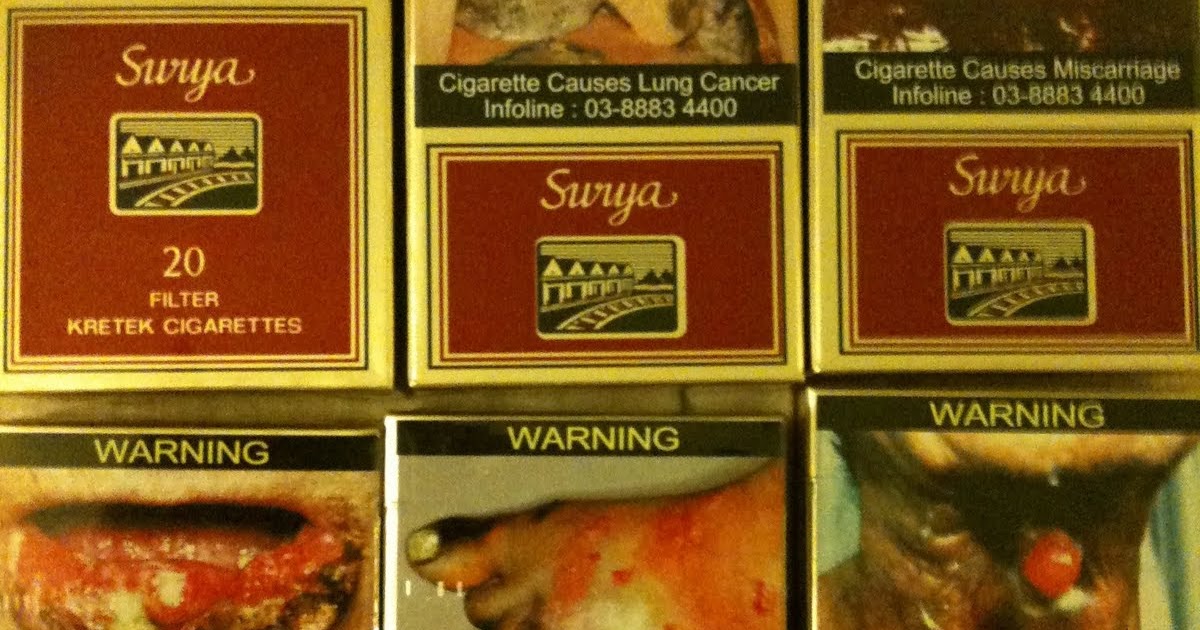 Surya
20
FILTER
KRETEK CIGARETTES
Cigarette Causes Lung Cancer
Infoline : 03-8883 4400
Surya
Cigarette Causes Miscarriage
Infoline : 03-8883 4400
Surya
WARNING
WARNING
WARNING